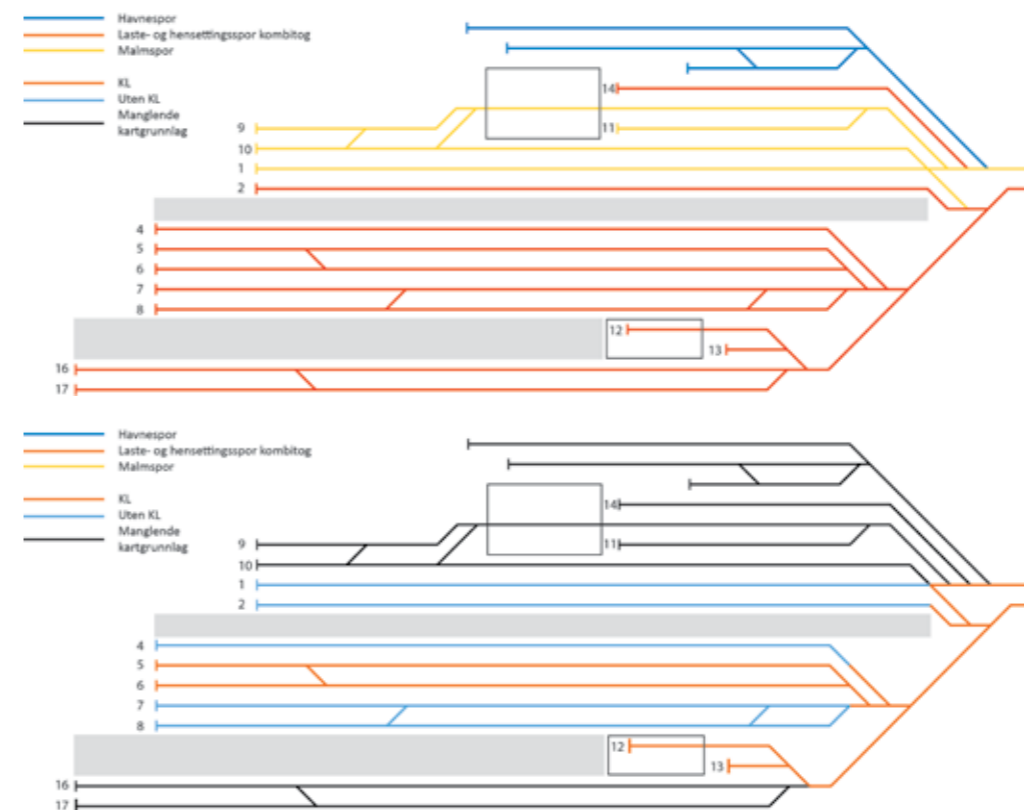 Havnespor
Laste- og hensettingsspor kombitog
Malmspor
KL
Uten KL
Manglende
kartgrunnlag
14
9
11
10
1
2
4
5
6
7
8
12
13
16
17
Havnespor
Laste- og hensettingsspor kombitog
Malmspor
KL
Uten KL
Manglende
kartgrunnlag
14
9
11
10
1
2
4
5
6
7
8
12
13
16
17